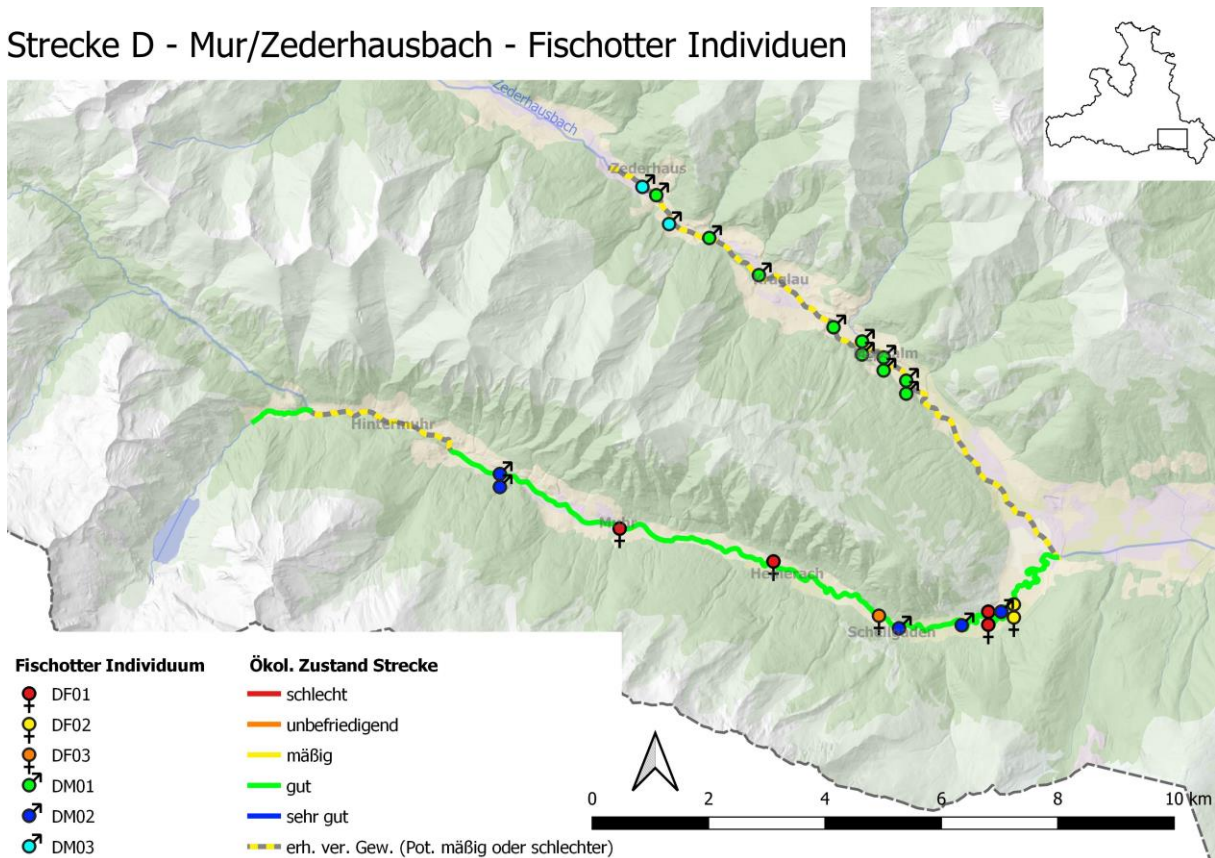 Strecke D - Mur/Zederhausbach - Fischotter Individuen
Zederhausbach
Zederhaus
Hintermuhr
Hemerach
Schellgaden
Fischotter Individuum
DF01
DF02
DF03
DM01
DM02
DM03
Ökol. Zustand Strecke
schlecht
unbefriedigend
mäßig
gut
sehr gut
erh. ver. Gew. (Pot. mäßig oder schlechter)
0 2 4 6 8 10 km